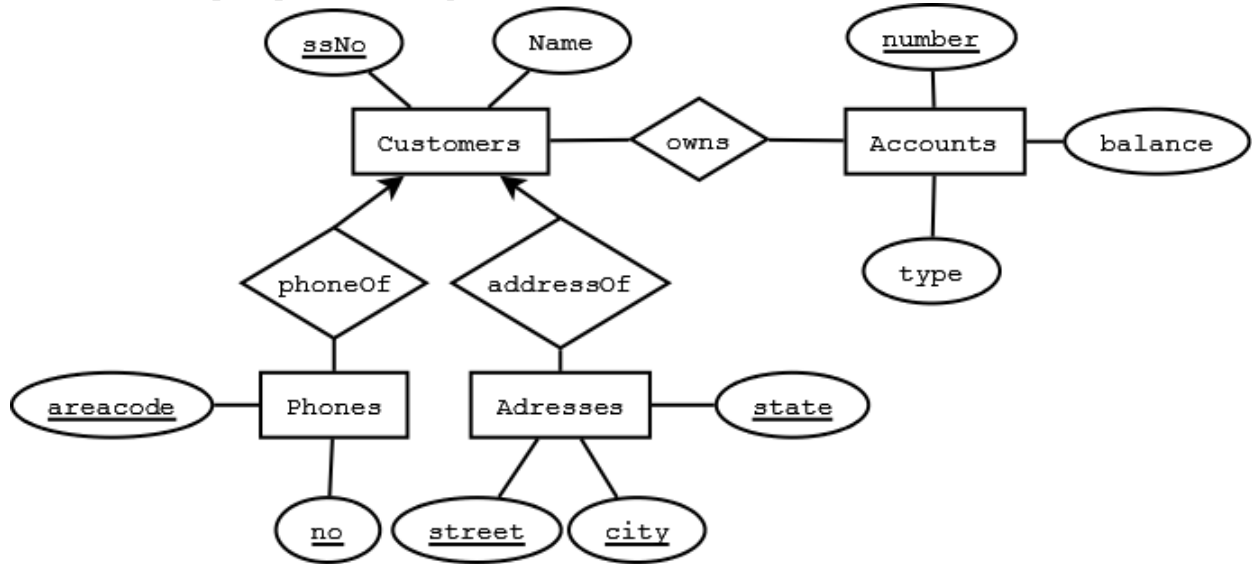 ssNo
Name
number
Customers
owns
Accounts
balance
phoneOf
addressOf
type
areacode
Phones
Adresses
state
no
street
city